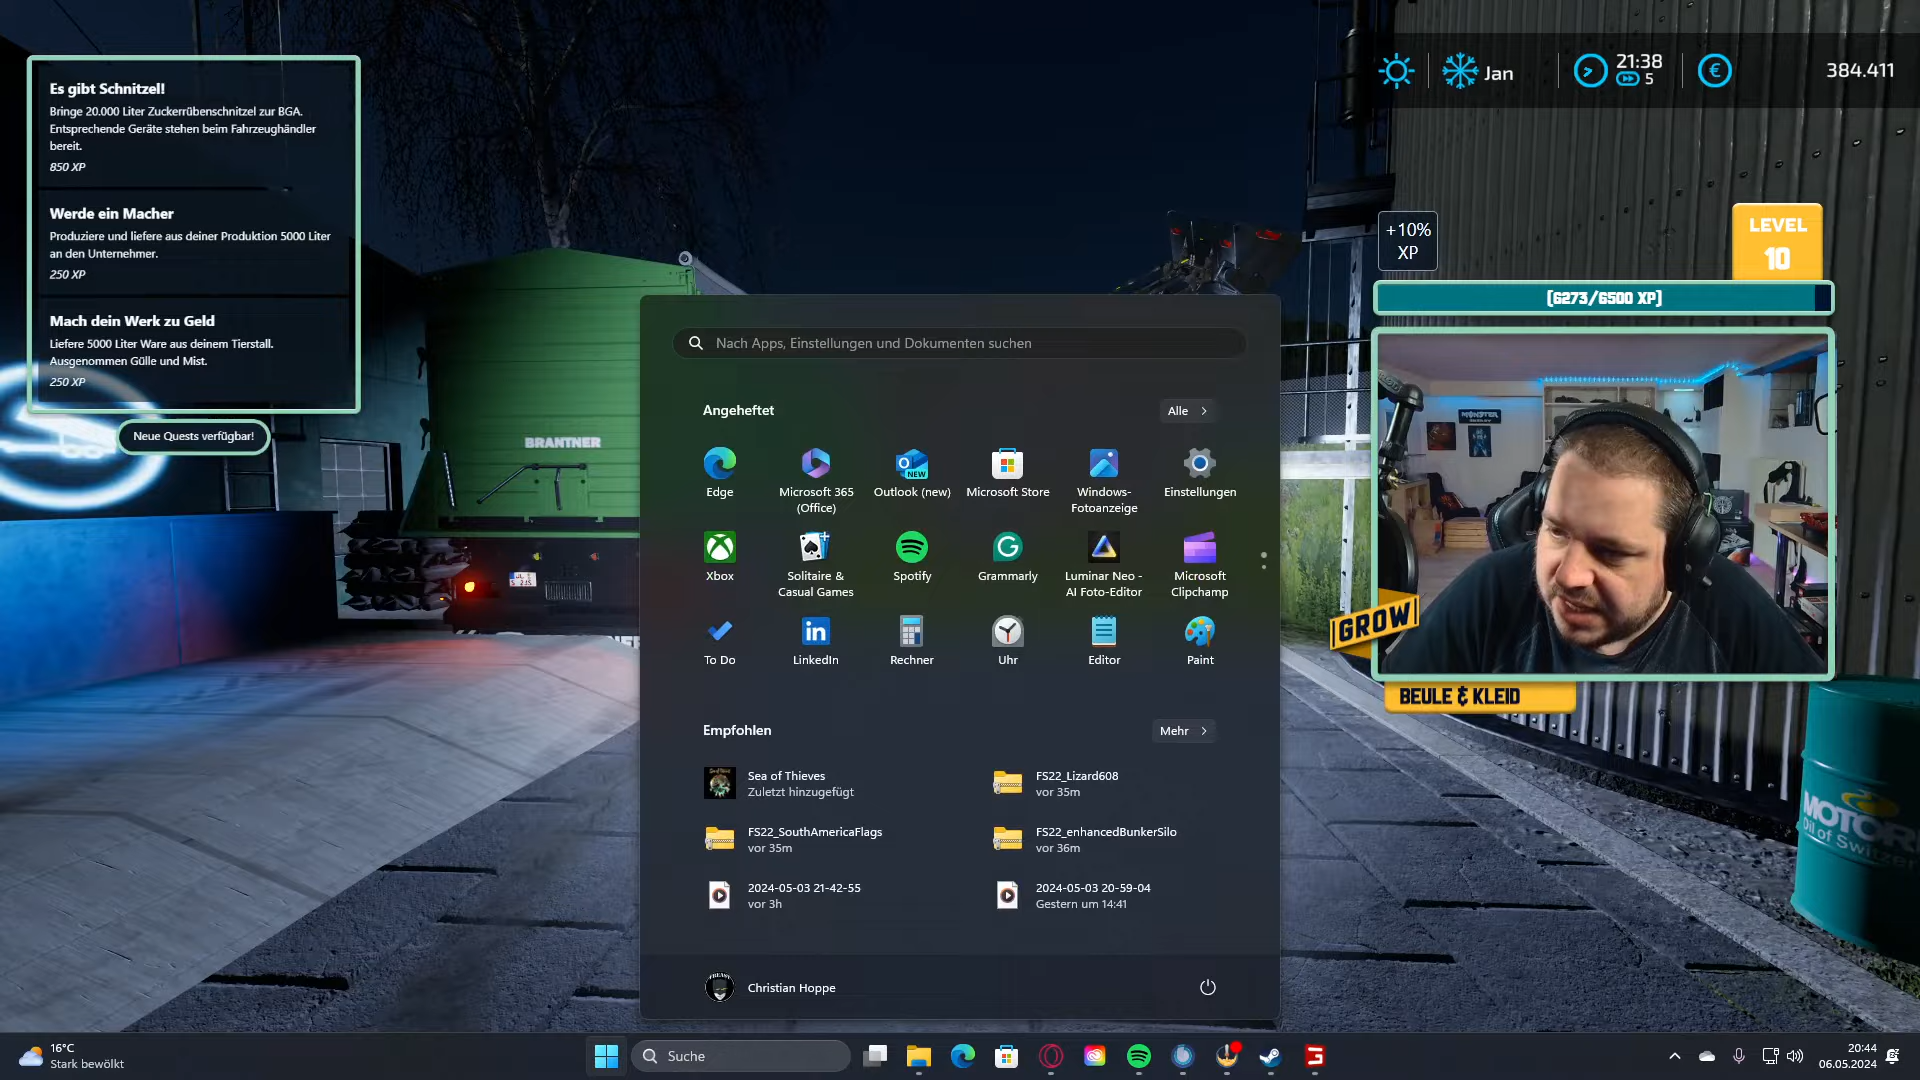 Es gibt Schnitzel!
Bringe 20.000 Liter Zuckerrübenschnitzel zur BGA.
Entsprechende Geräte stehen beim Fahrzeughändler
bereit.
850 XP
Werde ein Macher
Produziere und liefere aus deiner Produktion 5000 Liter
an den Unternehmer.
250 XP
Mach dein Werk zu Geld
Liefere 5000 Liter Ware aus deinem Tierstall.
Ausgenommen Gülle und Mist.
250 XP
Neue Quests verfügbar!
BRANTNER
Jan
21:38
5
€
384.411
+10%
XP
LEVEL
10
[6273/6500 XP]
GROW
BEULE & KLEID
Oil of Switzer
Nach Apps, Einstellungen und Dokumenten suchen
Angeheftet
Alle
Edge
Microsoft 365
(Office)
Outlook (new)
Microsoft Store
Windows-
Fotoanzeige
Einstellungen
Xbox
Solitaire &
Casual Games
Spotify
Grammarly
Luminar Neo -
AI Foto-Editor
Microsoft
Clipchamp
To Do
LinkedIn
Rechner
Uhr
Editor
Paint
Empfohlen
Mehr
Sea of Thieves
Zuletzt hinzugefügt
FS22_Lizard608
vor 35m
FS22_SouthAmericaFlags
vor 35m
FS22_enhancedBunkerSilo
vor 36m
2024-05-03 21-42-55
vor 3h
2024-05-03 20-59-04
Gestern um 14:41
Christian Hoppe
16°C
Stark bewölkt
Suche
20:44
06.05.2024